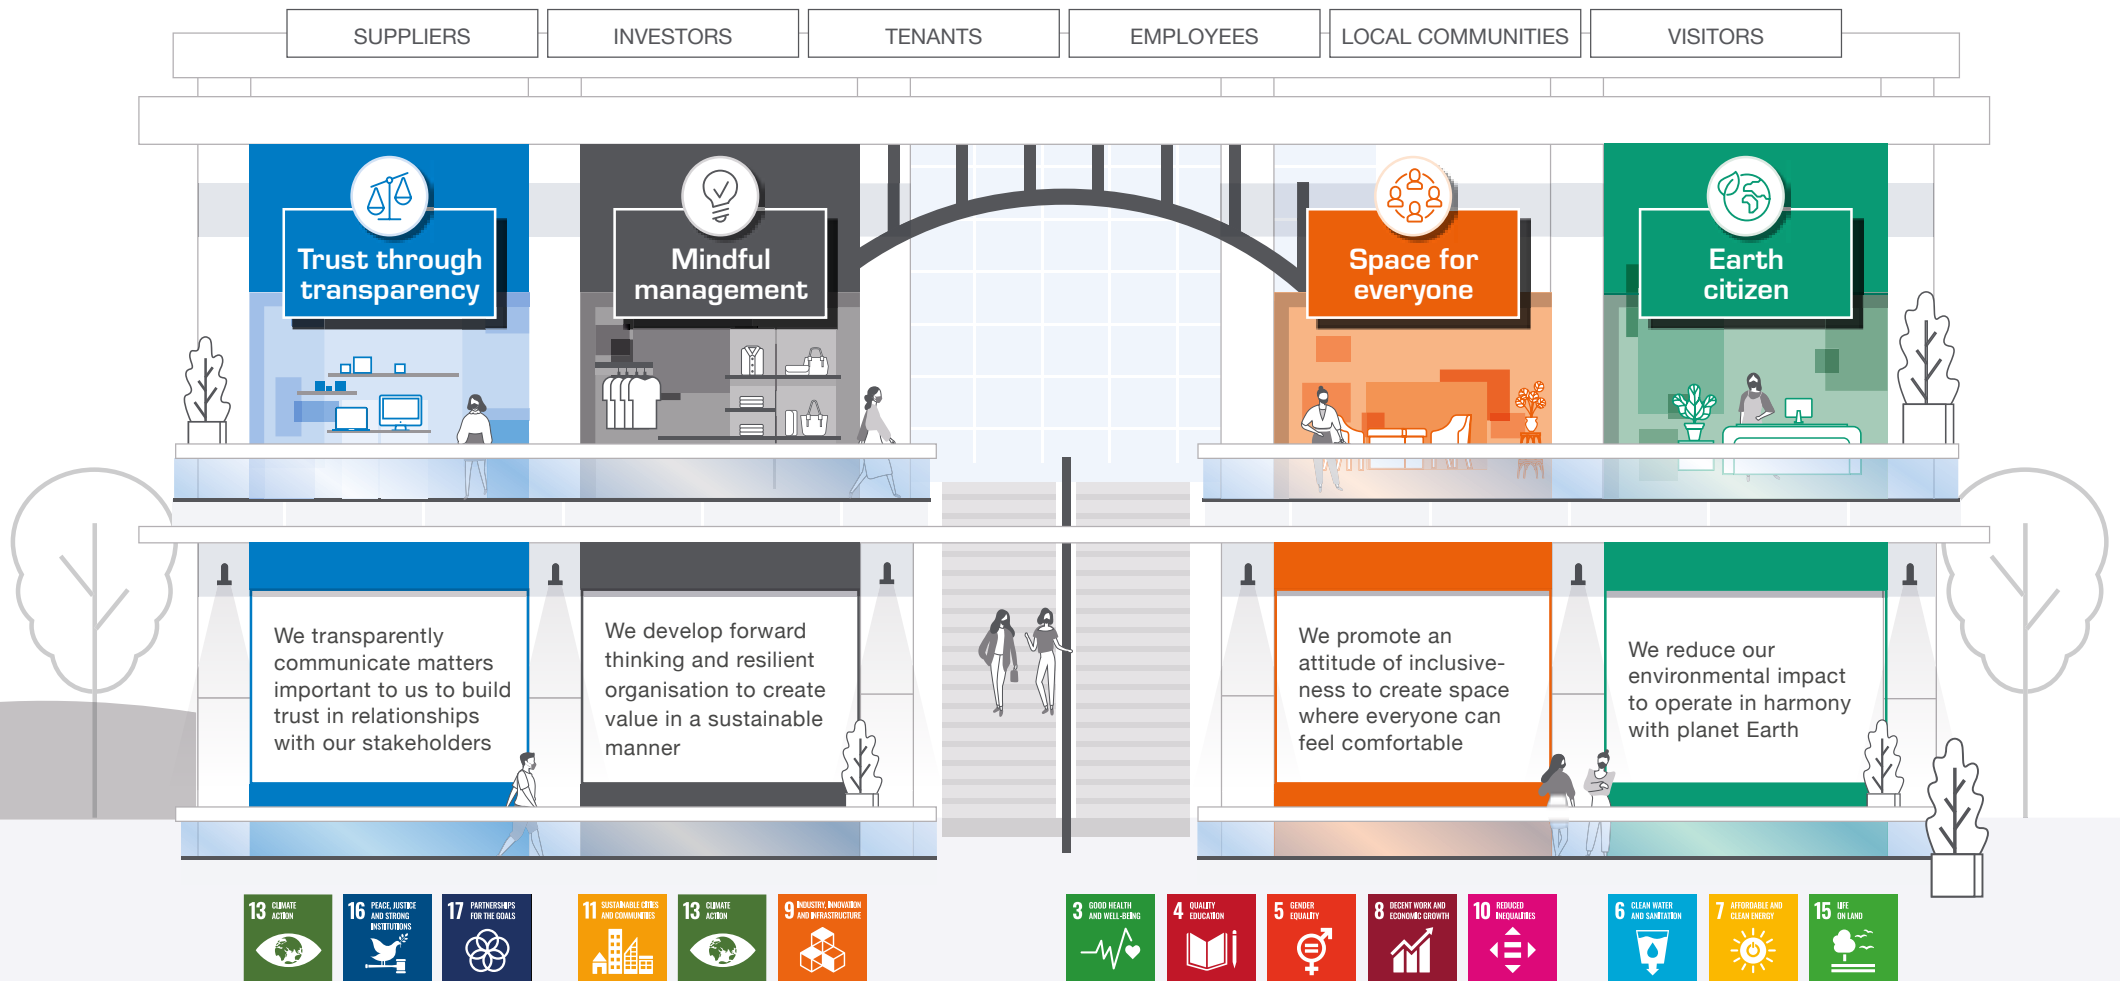 SUPPLIERS
INVESTORS
TENANTS
EMPLOYEES
LOCAL COMMUNITIES
VISITORS
Trust through
transparency
Mindful
management
Space for
everyone
Earth
citizen
We transparently
communicate matters
important to us to build
trust in relationships
with our stakeholders
We develop forward
thinking and resilient
organisation to create
value in a sustainable
manner
We promote an
attitude of inclusive-
ness to create space
where everyone can
feel comfortable
We reduce our
environmental impact
to operate in harmony
with planet Earth
13 CLIMATE
ACTION
16 PEACE, JUSTICE
AND STRONG
INSTITUTIONS
17 PARTNERSHIPS
FOR THE GOALS
11 SUSTAINABLE CITIES
AND COMMUNITIES
13 CLIMATE
ACTION
9 INDUSTRY, INNOVATION
AND INFRASTRUCTURE
3 GOOD HEALTH
AND WELL-BEING
4 QUALITY
EDUCATION
5 GENDER
EQUALITY
8 DECENT WORK AND
ECONOMIC GROWTH
10 REDUCED
INEQUALITIES
6 CLEAN WATER
AND SANITATION
7 AFFORDABLE AND
CLEAN ENERGY
15 LIFE
ON LAND